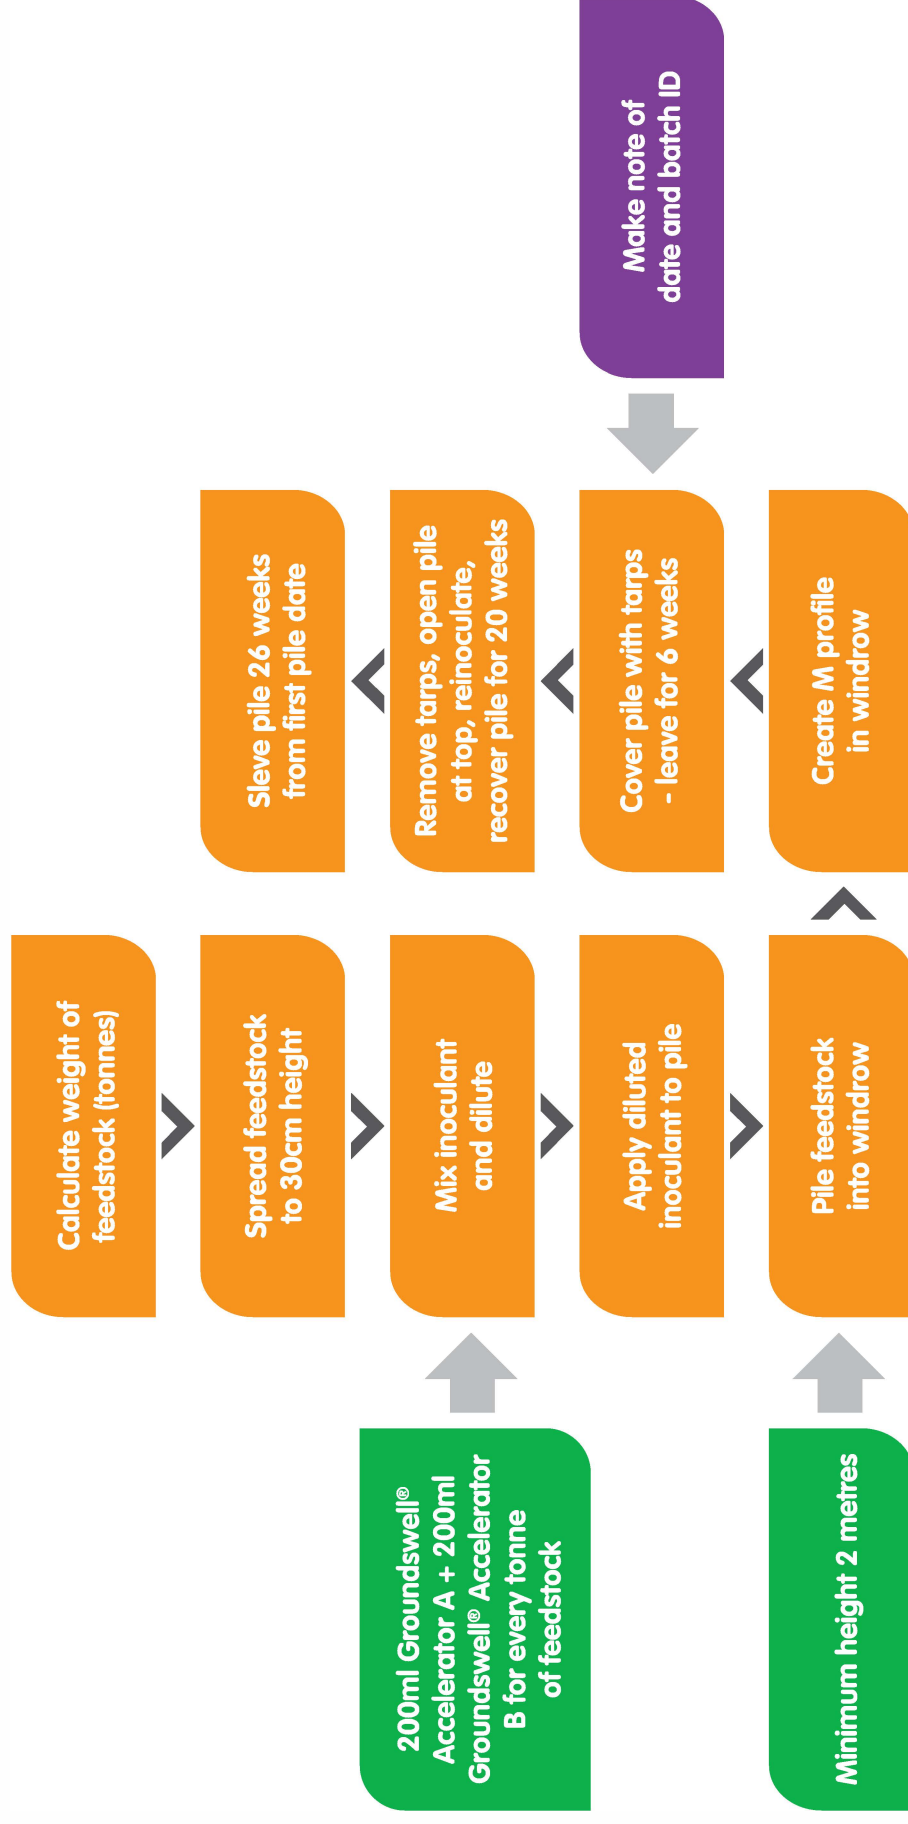 Calculate weight of
feedstock (tonnes)
Spread feedstock
to 30cm height
200ml Groundswell®
Accelerator A + 200ml
Groundswell® Accelerator
B for every tonne
of feedstock
Mix inoculant
and dilute
Apply diluted
inoculant to pile
Minimum height 2 metres
Pile feedstock
into windrow
Create M profile
in windrow
Cover pile with tarps
- leave for 6 weeks
Make note of
date and batch ID
Remove tarps, open pile
at top, reinoculate,
recover pile for 20 weeks
Sleve pile 26 weeks
from first pile date